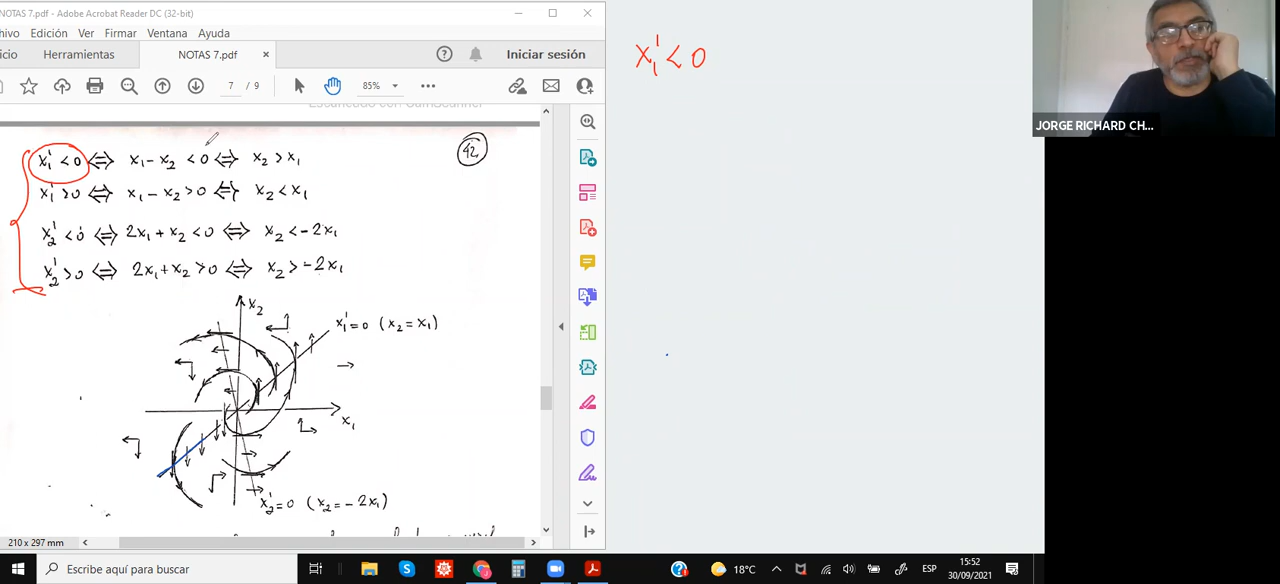 NOTAS 7.pdf - Adobe Acrobat Reader DC (32-bit)
Edición Ver Firmar Ventana Ayuda
Herramientas NOTAS 7.pdf × ? Iniciar sesión
7 / 9 85%
Escaneado con CamScanner
x₁' < 0 ⇔ x₁ - x₂ < 0 ⇔ x₂ > x₁
x₁' > 0 ⇔ x₁ - x₂ > 0 ⇔ x₂ < x₁
x₂' < 0 ⇔ 2x₁ + x₂ < 0 ⇔ x₂ < -2x₁
x₂' > 0 ⇔ 2x₁ + x₂ > 0 ⇔ x₂ > -2x₁
42
x₂
x₁' = 0 (x₂ = x₁)
x₁
x₂' = 0 (x₂ = -2x₁)
210 x 297 mm
x₁' < 0
JORGE RICHARD CH...
Escribe aquí para buscar
18°C
ESP
15:52
30/09/2021